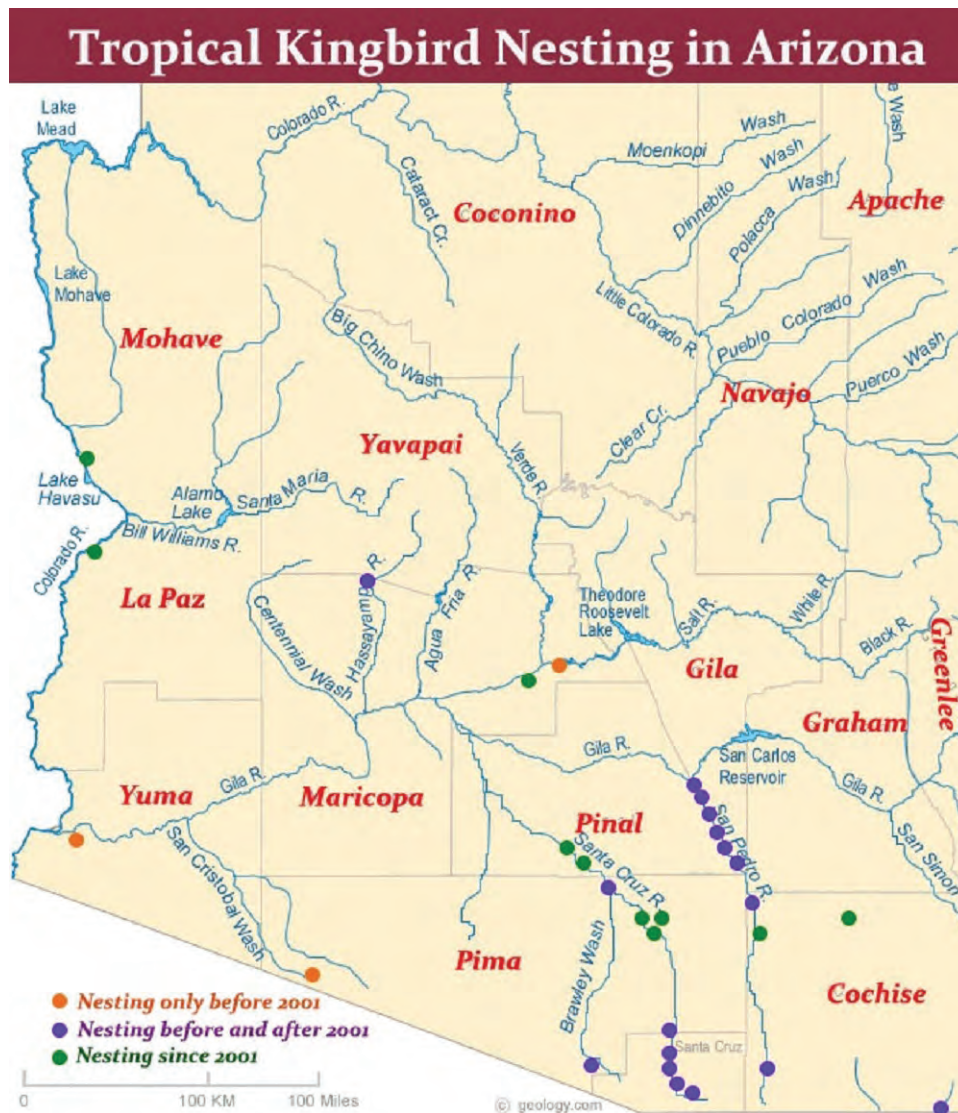 Tropical Kingbird Nesting in Arizona
Lake
Mead
Colorado R.
Cataract Cr.
Moenkopi Wash
Dinnebito Wash
Polacca Wash
Wash
Apache
Coconino
Lake
Mohave
Mohave
Big Chino Wash
Little Colorado R.
Pueblo Colorado Wash
Puerco Wash
Navajo
Clear Cr.
Yavapai
Verde R.
Lake
Havasu
Alamo
Lake
Santa Maria R.
Bill Williams R.
Colorado R.
La Paz
Centennial Wash
Hassayamp R.
Agua Fria R.
Theodore
Roosevelt
Lake
Salt R.
White R.
Black R.
Greenlee
Gila
Graham
San Carlos
Reservoir
Gila R.
Gila R.
Gila R.
Yuma
Maricopa
Pinal
San Pedro R.
San Simon
San Cristobal Wash
Santa Cruz R.
Brawley Wash
Pima
Cochise
Santa Cruz
Nesting only before 2001
Nesting before and after 2001
Nesting since 2001
0 100 KM 100 Miles
© geology.com